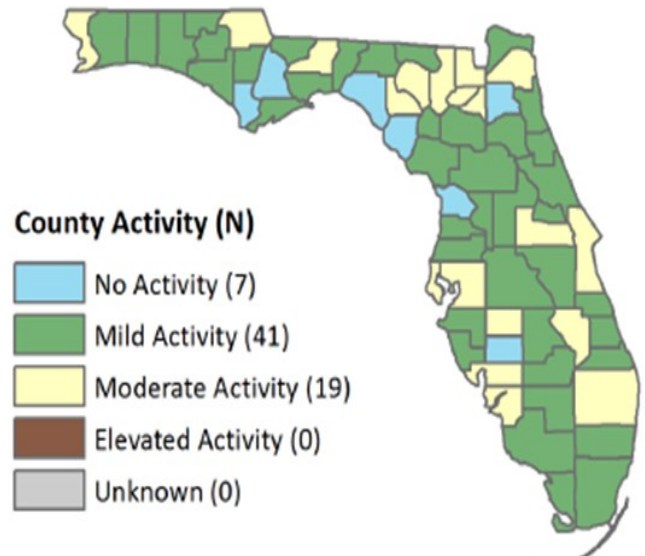 County Activity (N)
No Activity (7)
Mild Activity (41)
Moderate Activity (19)
Elevated Activity (0)
Unknown (0)